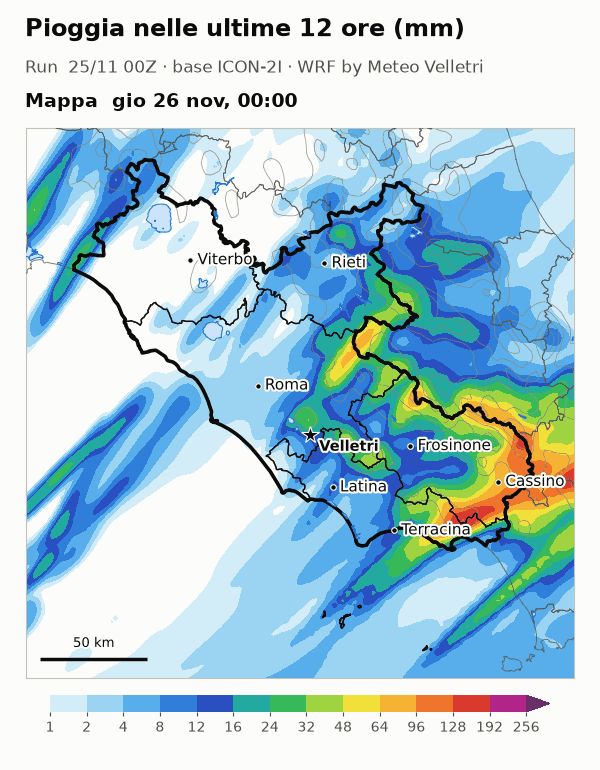 Pioggia nelle ultime 12 ore (mm)
Run  25/11 00Z · base ICON-2I · WRF by Meteo Velletri
Mappa  gio 26 nov, 00:00
Viterbo
Rieti
Roma
Velletri
Frosinone
Cassino
Latina
Terracina
50 km
1 2 4 8 12 16 24 32 48 64 96 128 192 256